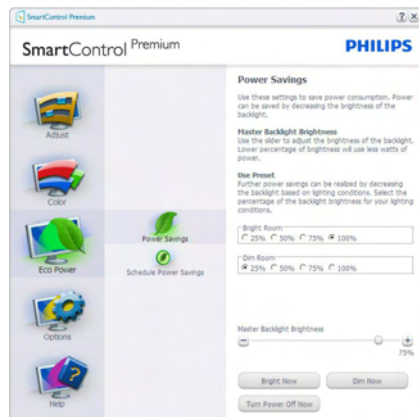 SmartControl Premium
SmartControl Premium
PHILIPS
Adjust
Color
Eco Power
Options
Help
Power Savings
Schedule Power Savings
Power Savings
Use these settings to save power consumption. Power
can be saved by decreasing the brightness of the
backlight.
Master Backlight Brightness
Use the slider to adjust the brightness of the backlight.
Lower percentage of brightness will use less watts of
power.
Use Preset
Further power savings can be realized by decreasing
the backlight based on lighting conditions. Select the
percentage of the backlight brightness for your lighting
conditions.
Bright Room
25% 50% 75% 100%
Dim Room
25% 50% 75% 100%
Master Backlight Brightness
75%
Bright Now Dim Now
Turn Power Off Now